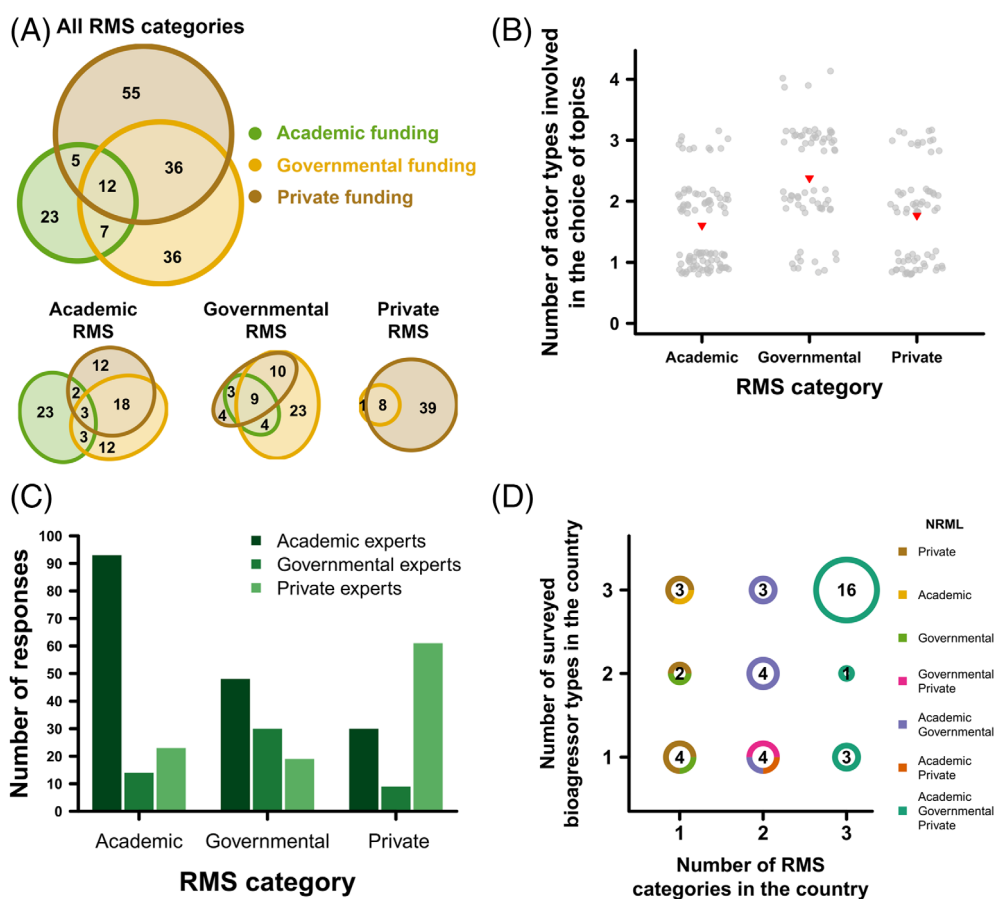 (A)
All RMS categories
55
5
36
12
23
7
36
Academic funding
Governmental funding
Private funding
Academic
RMS
12
2
23
3
18
3
12
Governmental
RMS
10
3
9
23
4
4
Private
RMS
1
8
39
(B)
Number of actor types involved
in the choice of topics
4
3
2
1
0
Academic
Governmental
Private
RMS category
(C)
Number of responses
100
90
80
70
60
50
40
30
20
10
0
Academic experts
Governmental experts
Private experts
Academic
Governmental
Private
RMS category
(D)
Number of surveyed
bioagressor types in the country
3
2
1
3
3
16
2
4
1
4
4
3
1
2
3
Number of RMS
categories in the country
NRML
Private
Academic
Governmental
Governmental
Private
Academic
Governmental
Academic
Private
Academic
Governmental
Private